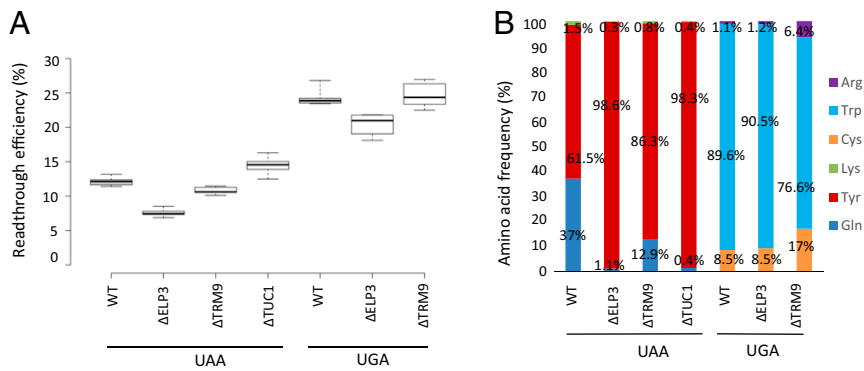 A
Readthrough efficiency (%)
30
25
20
15
10
5
0
WT
ΔELP3
ΔTRM9
ΔTUC1
WT
ΔELP3
ΔTRM9
UAA
UGA
B
Amino acid frequency (%)
100
90
80
70
60
50
40
30
20
10
0
1.5% 0.3% 0.8% 0.4% 1.1% 1.2% 6.4%
61.5% 98.6% 86.3% 98.3% 89.6% 90.5% 76.6%
37% 1.1% 12.9% 0.4% 8.5% 8.5% 17%
WT
ΔELP3
ΔTRM9
ΔTUC1
WT
ΔELP3
ΔTRM9
UAA
UGA
Arg
Trp
Cys
Lys
Tyr
Gln